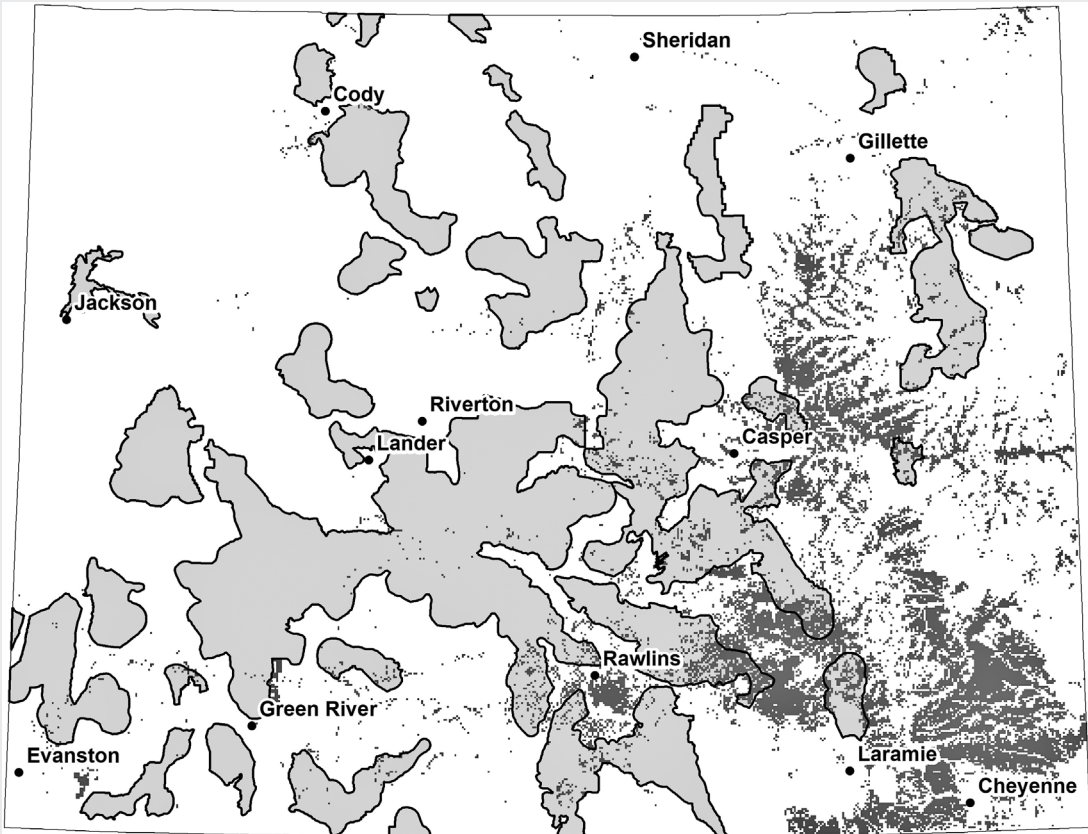 Sheridan
Cody
Gillette
Jackson
Riverton
Lander
Casper
Rawlins
Green River
Evanston
Laramie
Cheyenne